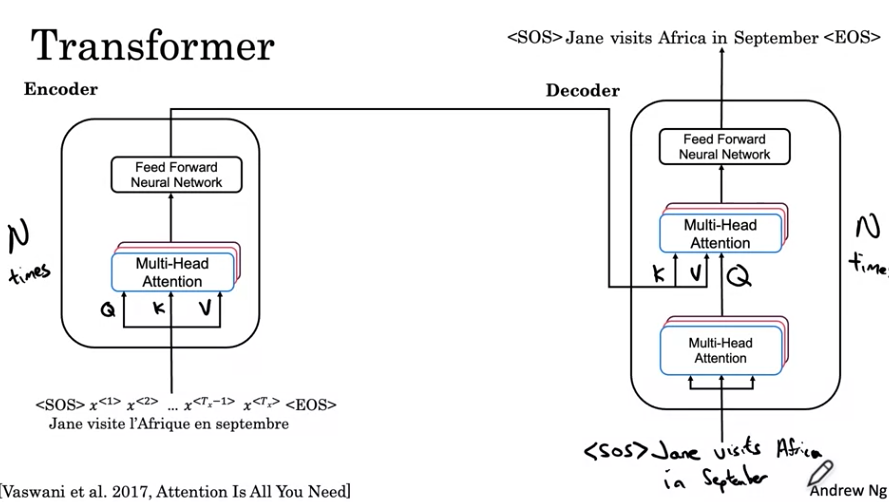 Transformer
<SOS> Jane visits Africa in September <EOS>
Encoder
Decoder
Feed Forward
Neural Network
Multi-Head
Attention
Q K V
N
times
<SOS> x<1> x<2> ... x<Tx-1> x<Tx> <EOS>
Jane visite l'Afrique en septembre
Feed Forward
Neural Network
Multi-Head
Attention
K V Q
Multi-Head
Attention
N
times
<SOS> Jane visits Africa
in September
[Vaswani et al. 2017, Attention Is All You Need]
Andrew Ng